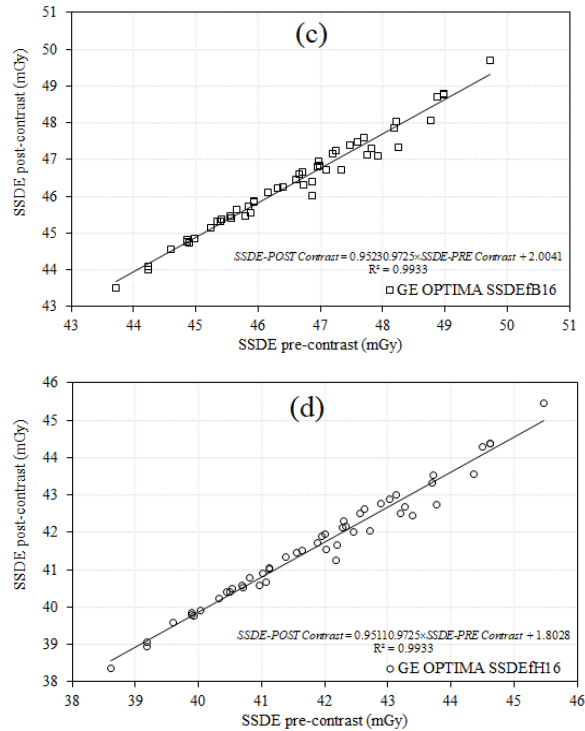 (c)
51
50
49
48
47
46
45
44
43
SSDE post-contrast (mGy)
SSDE-POST Contrast = 0.95230.9725×SSDE-PRE Contrast + 2.0041
R² = 0.9933
GE OPTIMA SSDEfB16
43 44 45 46 47 48 49 50 51
SSDE pre-contrast (mGy)
(d)
46
45
44
43
42
41
40
39
38
SSDE post-contrast (mGy)
SSDE-POST Contrast = 0.95110.9725×SSDE-PRE Contrast + 1.8028
R² = 0.9933
GE OPTIMA SSDEfH16
38 39 40 41 42 43 44 45 46
SSDE pre-contrast (mGy)